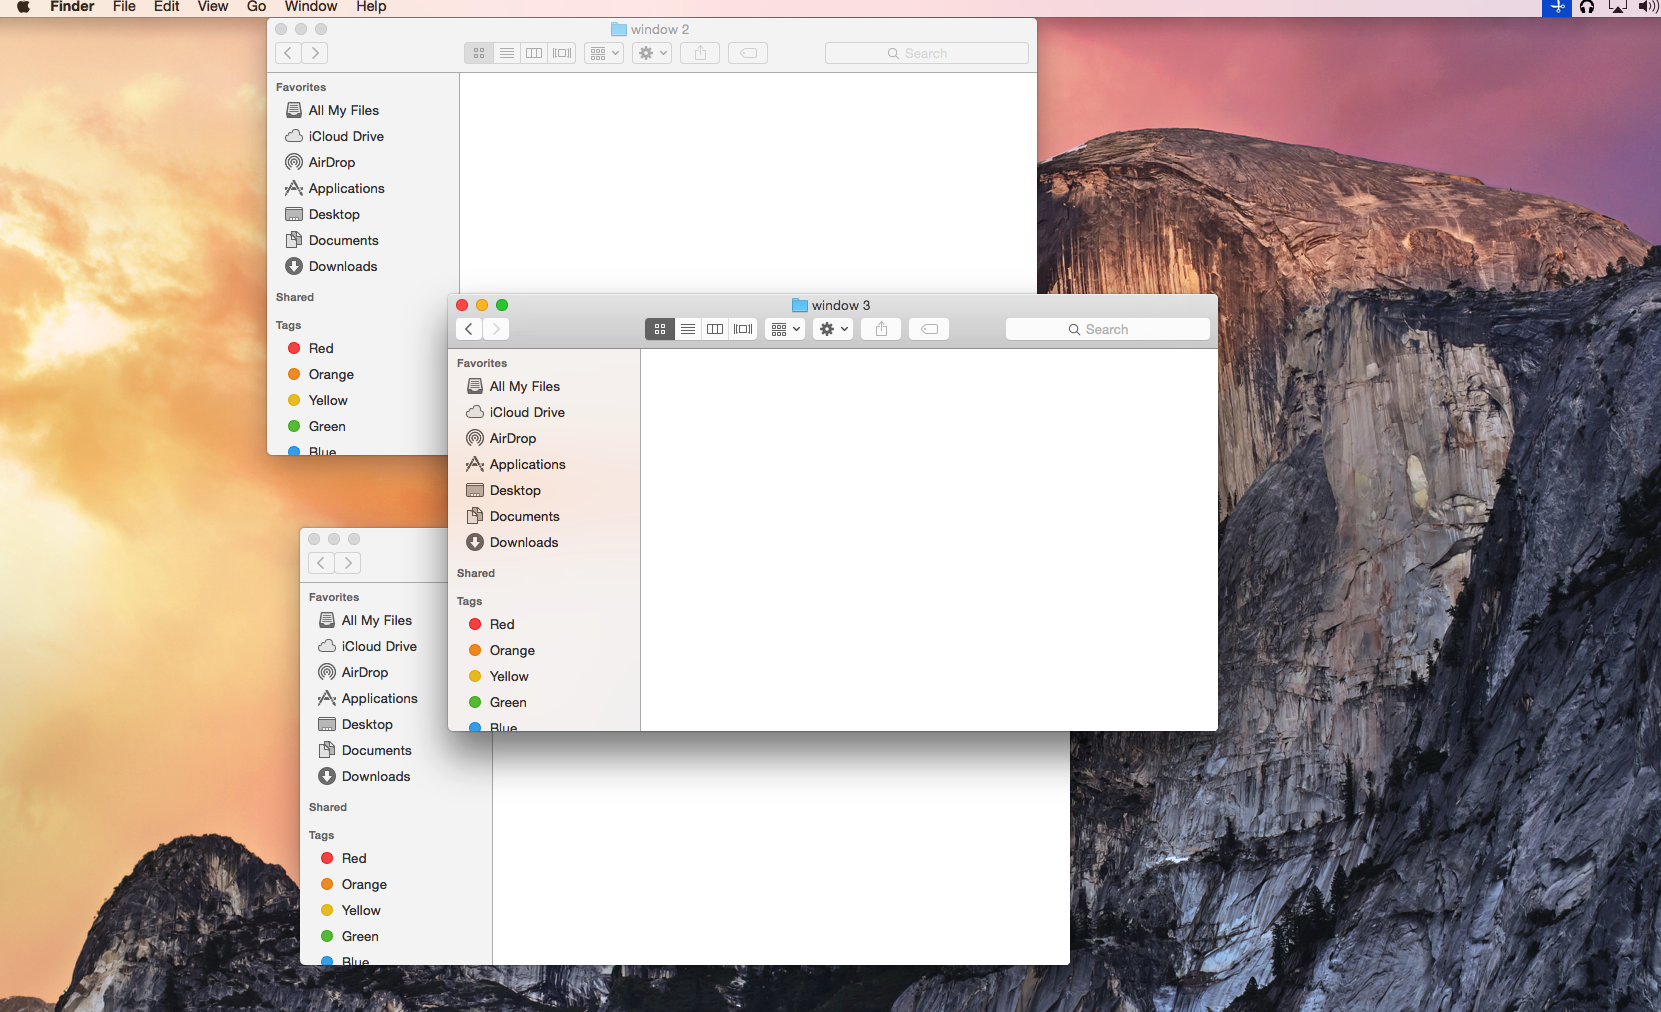 Finder File Edit View Go Window Help
window 2
Search
Favorites
All My Files
iCloud Drive
AirDrop
Applications
Desktop
Documents
Downloads
Shared
Tags
Red
Orange
Yellow
Green
Blue
window 3
Search
Favorites
All My Files
iCloud Drive
AirDrop
Applications
Desktop
Documents
Downloads
Shared
Tags
Red
Orange
Yellow
Green
Blue
Favorites
All My Files
iCloud Drive
AirDrop
Applications
Desktop
Documents
Downloads
Shared
Tags
Red
Orange
Yellow
Green
Blue